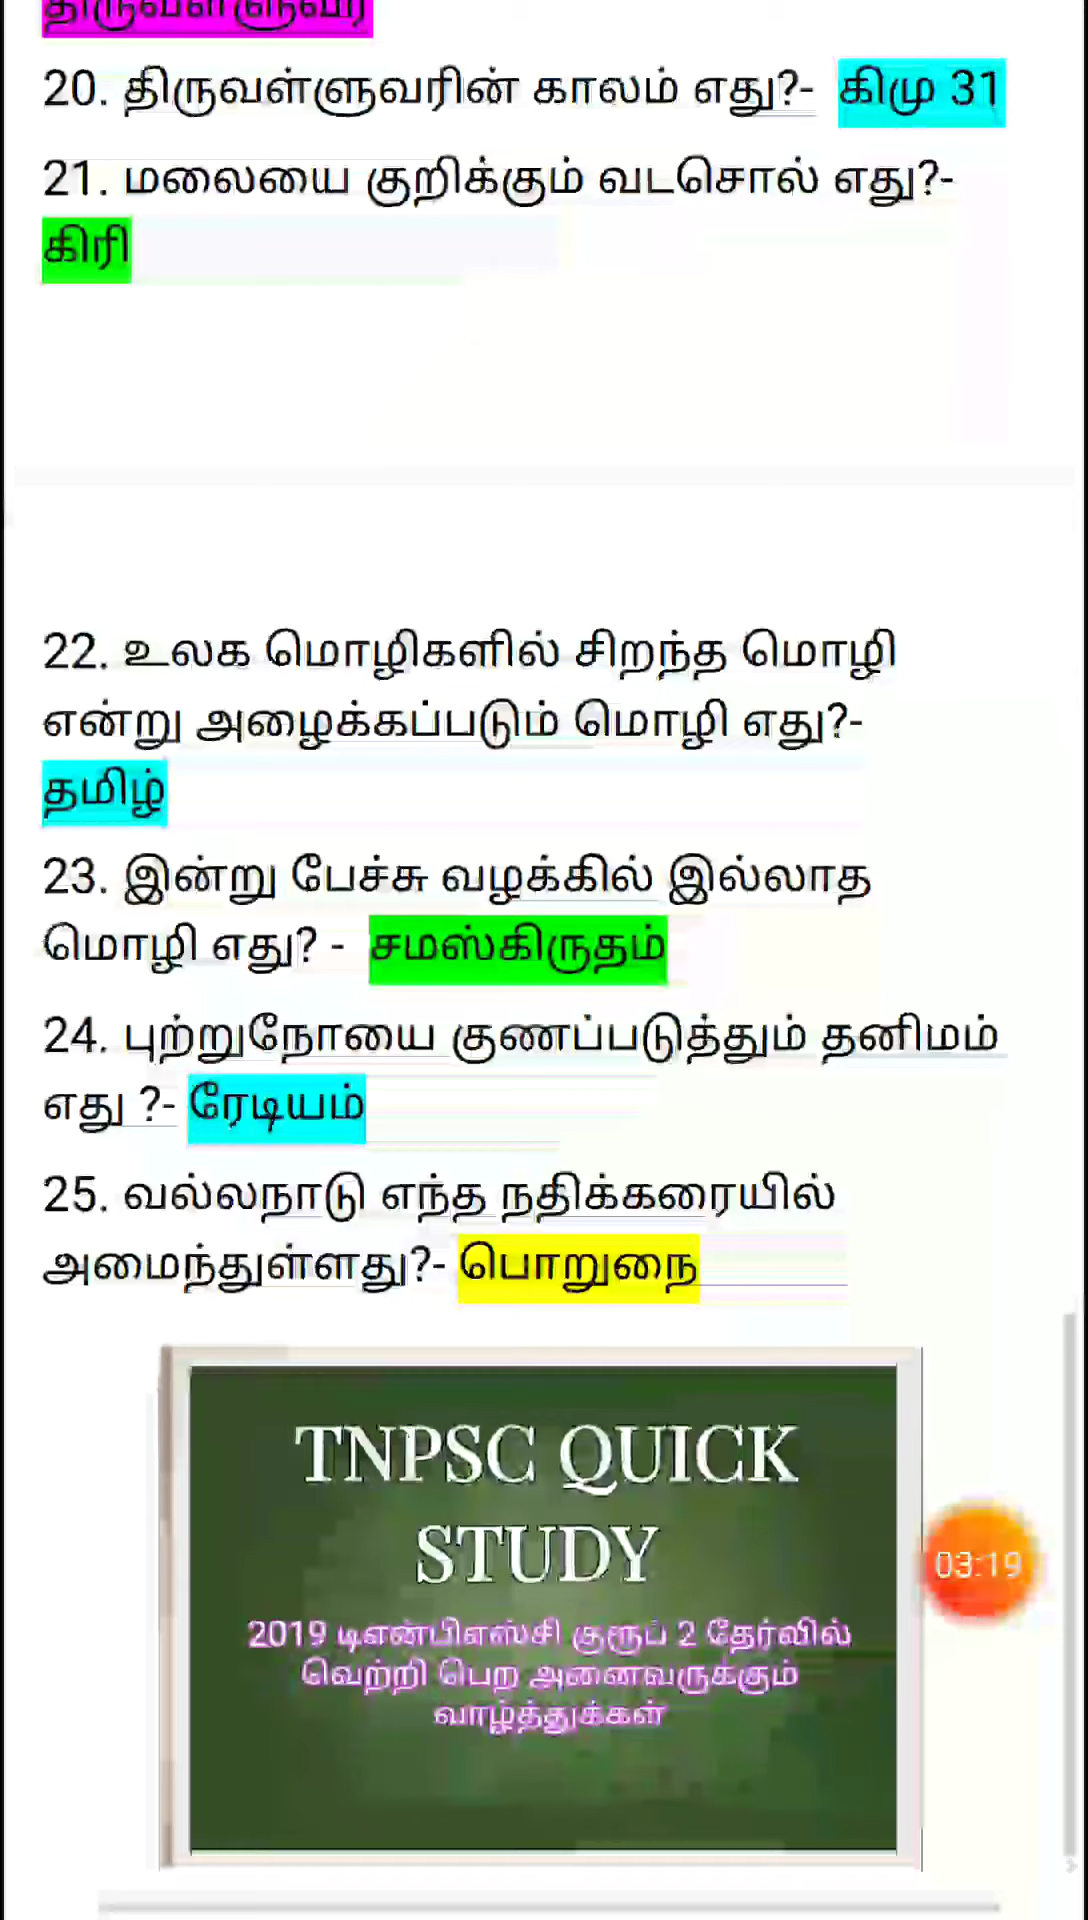 திருவள்ளுவர்
20. திருவள்ளுவரின் காலம் எது?- கிமு 31
21. மலையை குறிக்கும் வடசொல் எது?-
கிரி
22. உலக மொழிகளில் சிறந்த மொழி
என்று அழைக்கப்படும் மொழி எது?-
தமிழ்
23. இன்று பேச்சு வழக்கில் இல்லாத
மொழி எது? - சமஸ்கிருதம்
24. புற்றுநோயை குணப்படுத்தும் தனிமம்
எது ?- ரேடியம்
25. வல்லநாடு எந்த நதிக்கரையில்
அமைந்துள்ளது?- பொறுநை
TNPSC QUICK
STUDY
2019 டிஎன்பிஎஸ்சி குரூப் 2 தேர்வில்
வெற்றி பெற அனைவருக்கும்
வாழ்த்துக்கள்
03:19